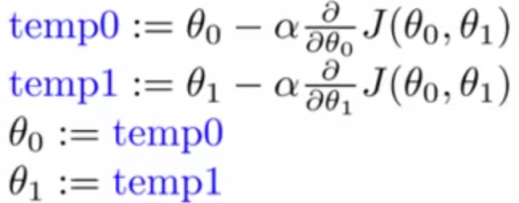 temp0 := θ₀ − α ∂/∂θ₀ J(θ₀, θ₁)
temp1 := θ₁ − α ∂/∂θ₁ J(θ₀, θ₁)
θ₀ := temp0
θ₁ := temp1